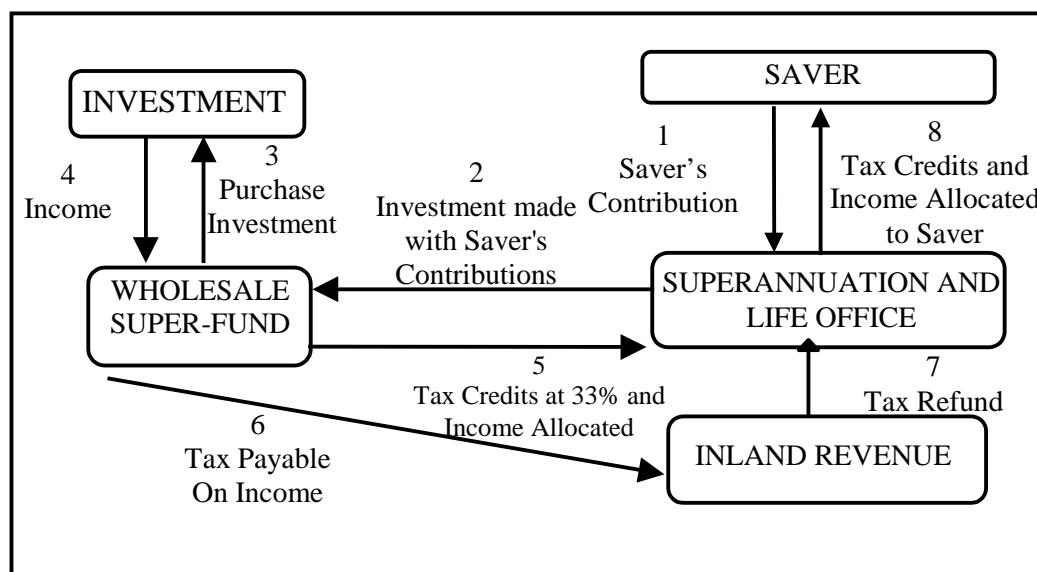 INVESTMENT
SAVER
4
Income
3
Purchase
Investment
2
Investment made
with Saver's
Contributions
1
Saver’s
Contribution
8
Tax Credits and
Income Allocated
to Saver
WHOLESALE
SUPER-FUND
SUPERANNUATION AND
LIFE OFFICE
5
Tax Credits at 33% and
Income Allocated
7
Tax Refund
6
Tax Payable
On Income
INLAND REVENUE